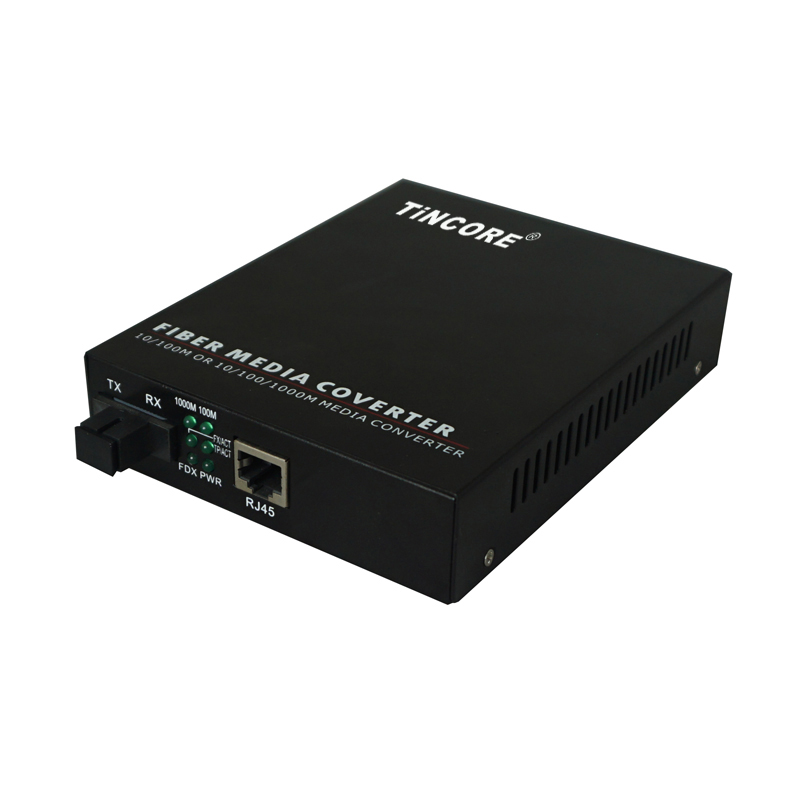 TiNCORE®
FIBER MEDIA COVERTER
10/100M OR 10/100/1000M MEDIA CONVERTER
TX RX
1000M 100M
FX/ACT
TP/ACT
FDX PWR
RJ45